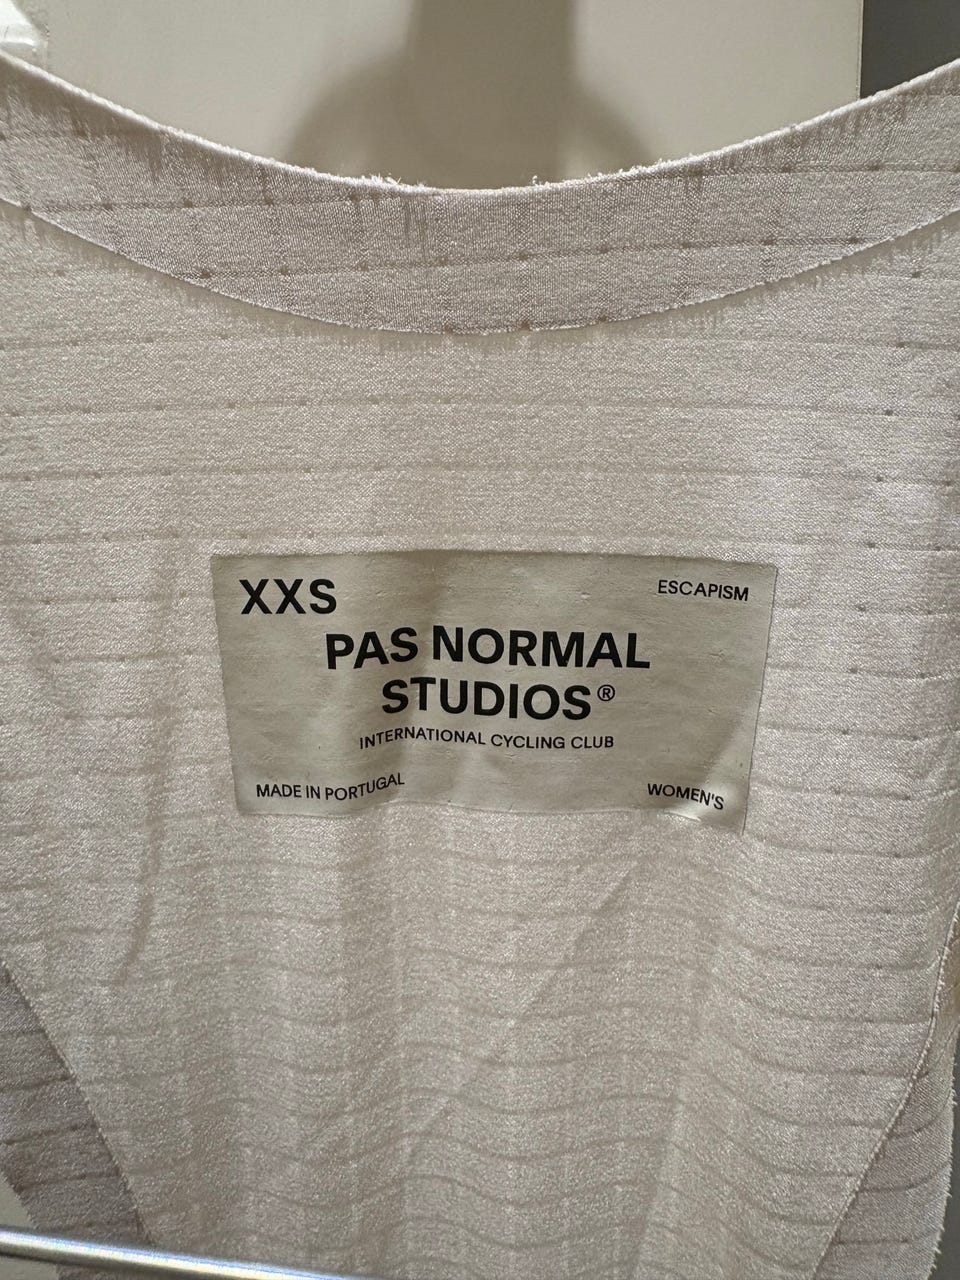 XXS
ESCAPISM
PAS NORMAL
STUDIOS®
INTERNATIONAL CYCLING CLUB
MADE IN PORTUGAL
WOMEN'S